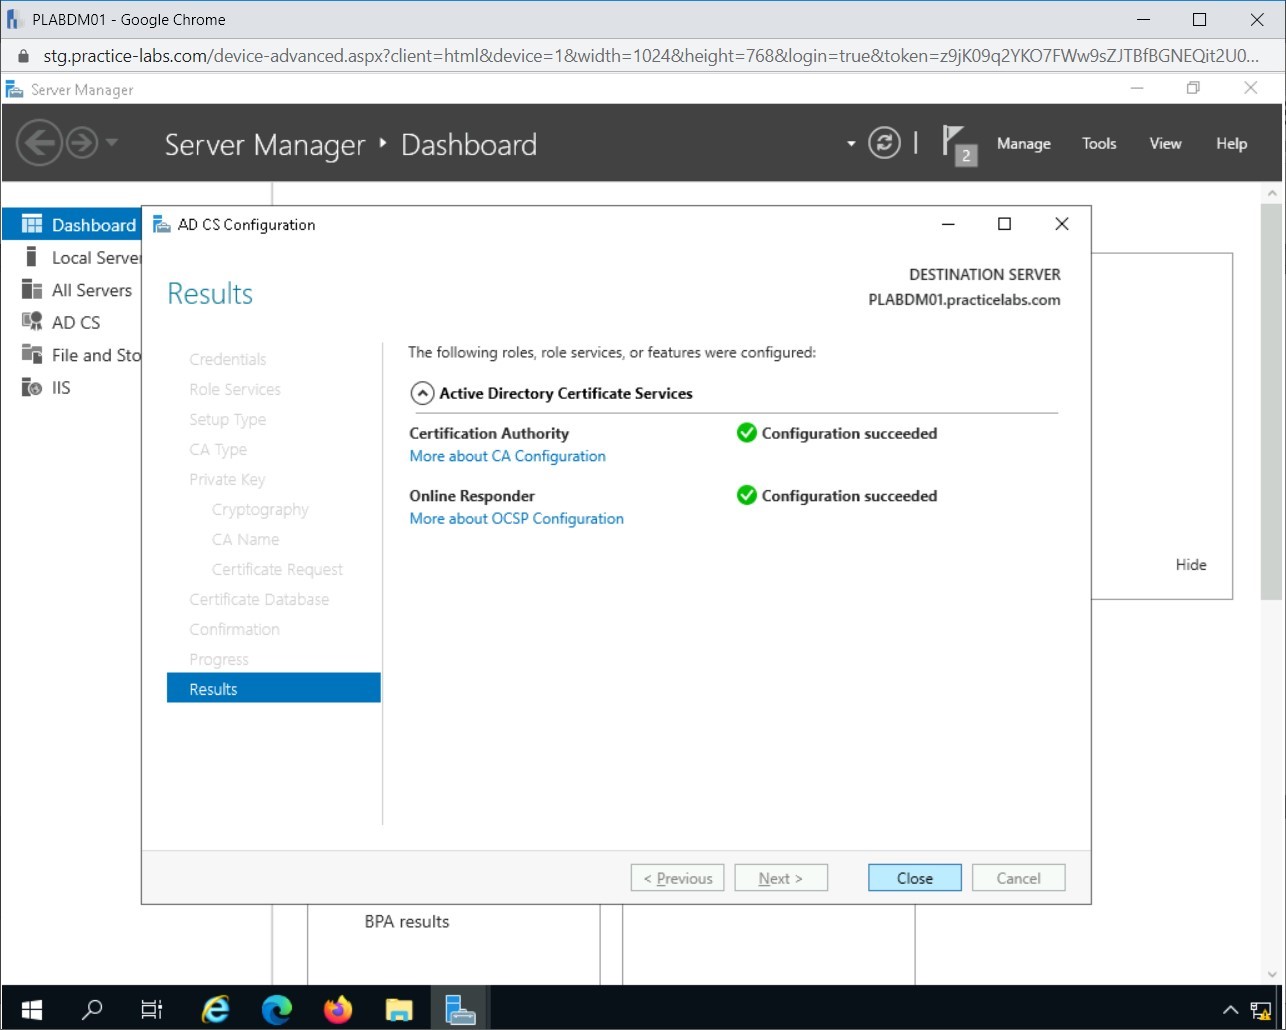 PLABDM01 - Google Chrome
stg.practice-labs.com/device-advanced.aspx?client=html&device=1&width=1024&height=768&login=true&token=z9jK09q2YKO7FWw9sZJTBfBGNEQit2U0...
Server Manager
Server Manager ‣ Dashboard
2
Manage
Tools
View
Help
Dashboard
Local Server
All Servers
AD CS
File and Sto
IIS
AD CS Configuration
Results
DESTINATION SERVER
PLABDM01.practicelabs.com
Credentials
Role Services
Setup Type
CA Type
Private Key
Cryptography
CA Name
Certificate Request
Certificate Database
Confirmation
Progress
Results
The following roles, role services, or features were configured:
Active Directory Certificate Services
Certification Authority
Configuration succeeded
More about CA Configuration
Online Responder
Configuration succeeded
More about OCSP Configuration
Hide
< Previous
Next >
Close
Cancel
BPA results